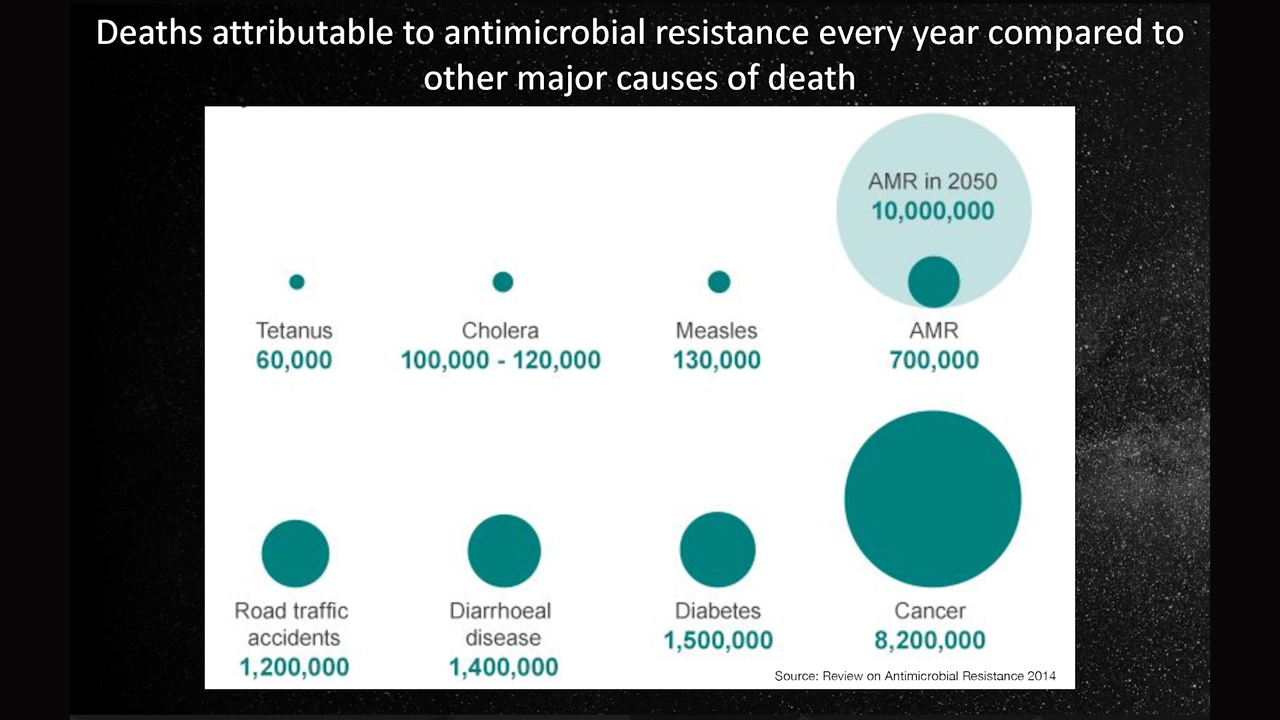 Deaths attributable to antimicrobial resistance every year compared to
other major causes of death
AMR in 2050
10,000,000
Tetanus
60,000
Cholera
100,000 - 120,000
Measles
130,000
AMR
700,000
Road traffic
accidents
1,200,000
Diarrhoeal
disease
1,400,000
Diabetes
1,500,000
Cancer
8,200,000
Source: Review on Antimicrobial Resistance 2014